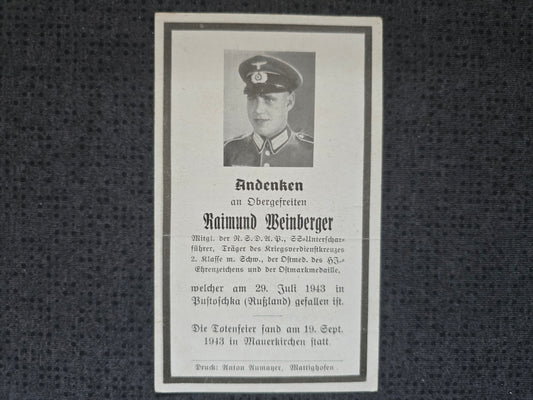 Andenken
an Obergefreiten
Raimund Weinberger
Mitgl. der N.S.D.A.P., SS-Unterschar-
führer, Träger des Kriegsverdienstkreuzes
2. Klasse m. Schw., der Ostmed. des HJ-
Ehrenzeichens und der Ostmarkmedaille,
welcher am 29. Juli 1943 in
Pustoschka (Rußland) gefallen ist.
Die Totenfeier fand am 19. Sept.
1943 in Mauerkirchen statt.
Druck: Anton Aumayer, Mattighofen.